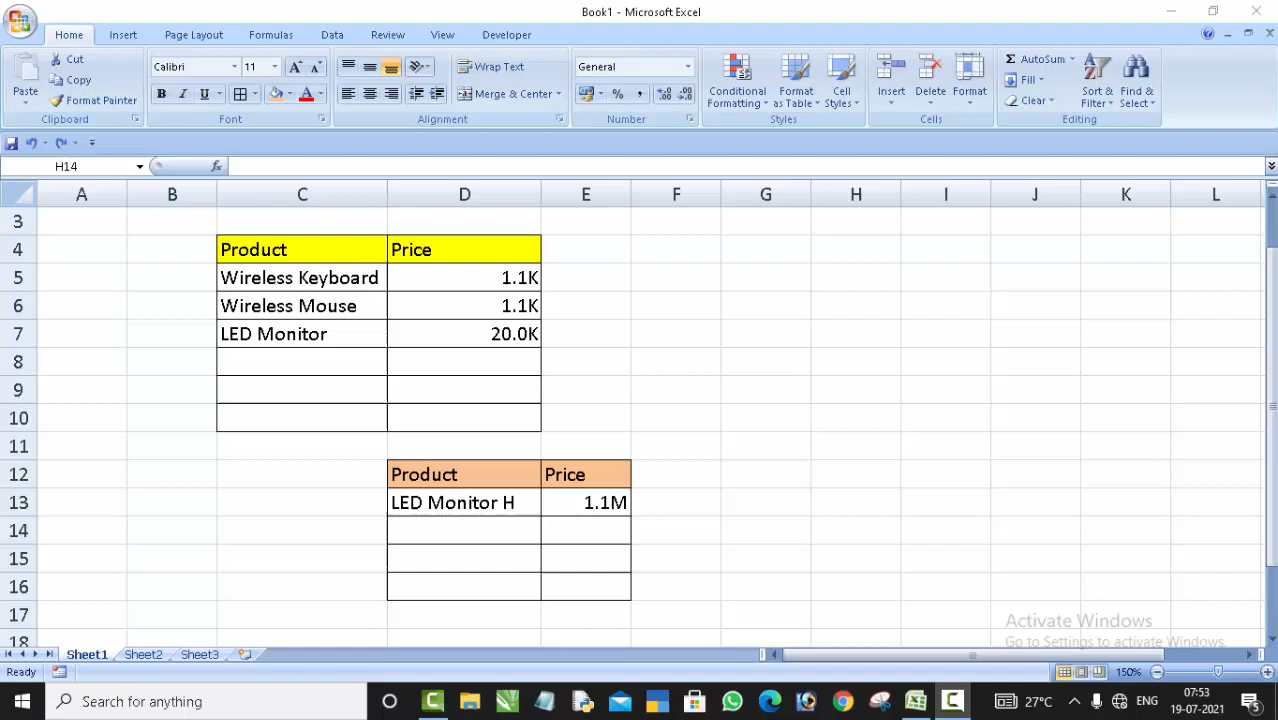 Book1 - Microsoft Excel
Home Insert Page Layout Formulas Data Review View Developer
Paste Cut Copy Format Painter
Clipboard
Calibri 11
B I U A
Font
Wrap Text
Merge & Center
Alignment
General
% ,
Number
Conditional Formatting Format as Table Cell Styles
Styles
Insert Delete Format
Cells
Σ AutoSum Fill Clear Sort & Filter Find & Select
Editing
H14 fx
A B C D E F G H I J K L
3
4 Product Price
5 Wireless Keyboard 1.1K
6 Wireless Mouse 1.1K
7 LED Monitor 20.0K
8
9
10
11
12 Product Price
13 LED Monitor H 1.1M
14
15
16
17
18
Activate Windows
Go to Settings to activate Windows.
Sheet1 Sheet2 Sheet3
Ready 150%
Search for anything 27°C ENG 07:53
19-07-2021 5